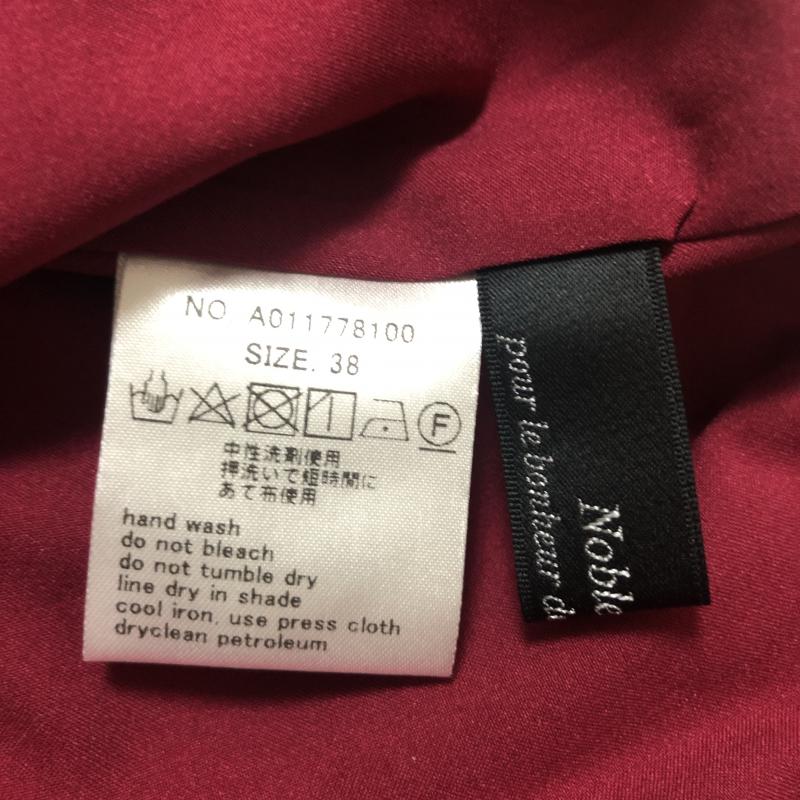 NO. A011778100
SIZE. 38
F
中性洗剤使用
押洗いで短時間に
あて布使用
hand wash
do not bleach
do not tumble dry
line dry in shade
cool iron, use press cloth
dryclean petroleum
Noble
pour le bonheur d